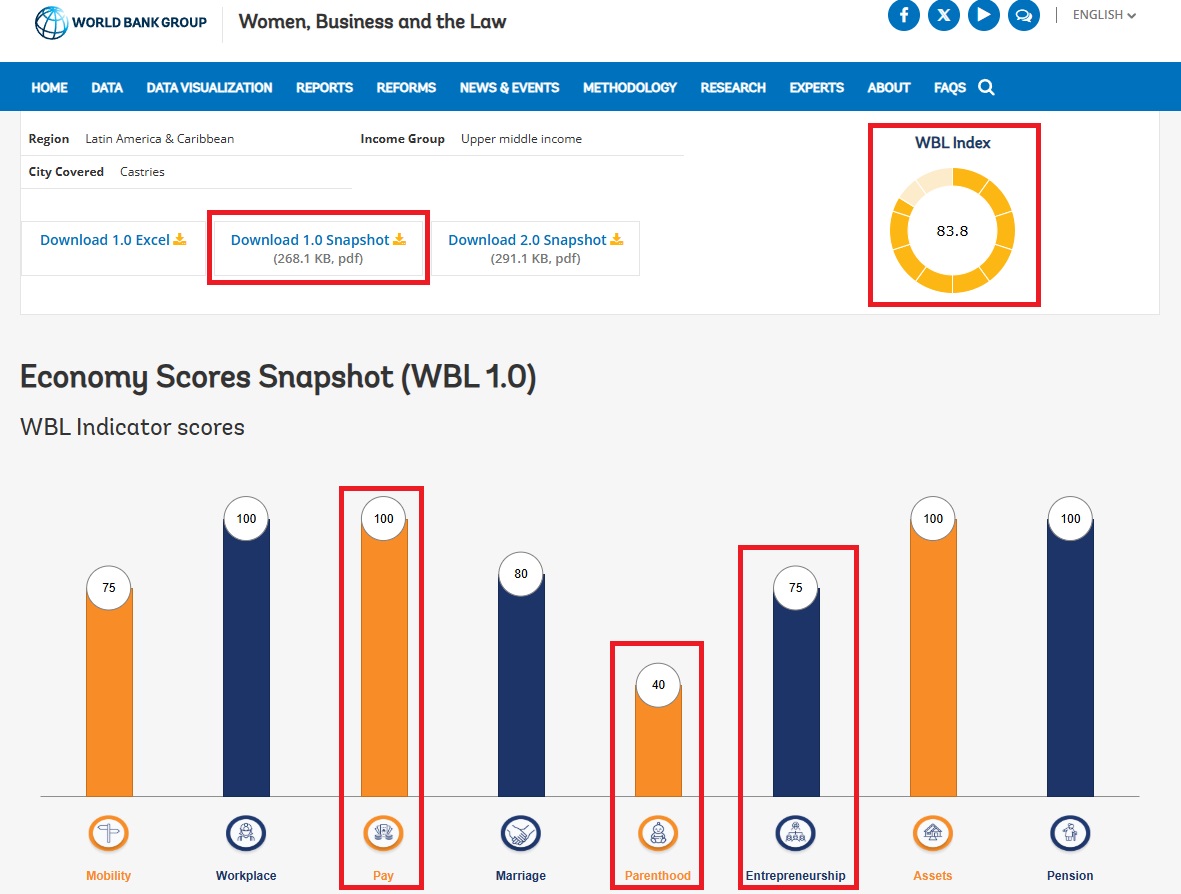 WORLD BANK GROUP
Women, Business and the Law
ENGLISH
HOME DATA DATA VISUALIZATION REPORTS REFORMS NEWS & EVENTS METHODOLOGY RESEARCH EXPERTS ABOUT FAQS
Region Latin America & Caribbean Income Group Upper middle income
City Covered Castries
WBL Index
83.8
Download 1.0 Excel
Download 1.0 Snapshot
(268.1 KB, pdf)
Download 2.0 Snapshot
(291.1 KB, pdf)
Economy Scores Snapshot (WBL 1.0)
WBL Indicator scores
75 100 100 80 40 75 100 100
Mobility Workplace Pay Marriage Parenthood Entrepreneurship Assets Pension